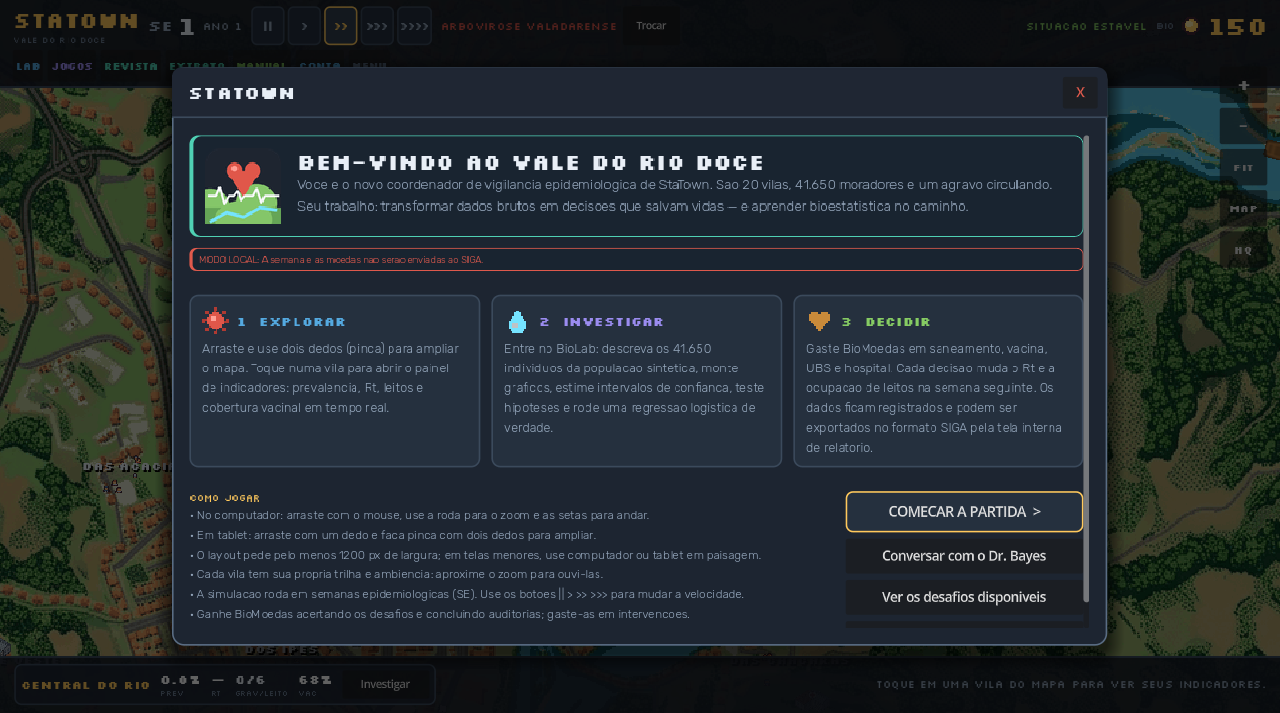 STATOWN SE 1 ANO 1 || > >> >>> >>>> ARBOVIROSE VALADARENSE Trocar SITUACAO ESTAVEL BIO 150
VALE DO RIO DOCE
LAB JOGOS REVISTA EXTRATO MANUAL CONTA MENU
STATOWN X
+
−
FIT
MAP
HQ
BEM-VINDO AO VALE DO RIO DOCE
Voce e o novo coordenador de vigilancia epidemiologica de StaTown. Sao 20 vilas, 41.650 moradores e um agravo circulando.
Seu trabalho: transformar dados brutos em decisoes que salvam vidas — e aprender bioestatistica no caminho.
MODO LOCAL: A semana e as moedas nao serao enviadas ao SIGA.
1 EXPLORAR
Arraste e use dois dedos (pinca) para ampliar
o mapa. Toque numa vila para abrir o painel
de indicadores: prevalencia, Rt, leitos e
cobertura vacinal em tempo real.
2 INVESTIGAR
Entre no BioLab: descreva os 41.650
individuos da populacao sintetica, monte
graficos, estime intervalos de confianca, teste
hipoteses e rode uma regressao logistica de
verdade.
3 DECIDIR
Gaste BioMoedas em saneamento, vacina,
UBS e hospital. Cada decisao muda o Rt e a
ocupacao de leitos na semana seguinte. Os
dados ficam registrados e podem ser
exportados no formato SIGA pela tela interna
de relatorio.
COMO JOGAR
• No computador: arraste com o mouse, use a roda para o zoom e as setas para andar.
• Em tablet: arraste com um dedo e faca pinca com dois dedos para ampliar.
• O layout pede pelo menos 1200 px de largura; em telas menores, use computador ou tablet em paisagem.
• Cada vila tem sua propria trilha e ambiencia: aproxime o zoom para ouvi-las.
• A simulacao roda em semanas epidemiologicas (SE). Use os botoes || > >> >>> para mudar a velocidade.
• Ganhe BioMoedas acertando os desafios e concluindo auditorias; gaste-as em intervencoes.
COMECAR A PARTIDA >
Conversar com o Dr. Bayes
Ver os desafios disponiveis
DAS ACACI
DOS IPES
CENTRAL DO RIO 0.0% — 0/6 68% Investigar TOQUE EM UMA VILA DO MAPA PARA VER SEUS INDICADORES.
PREV RT GRAV/LEITO VAC